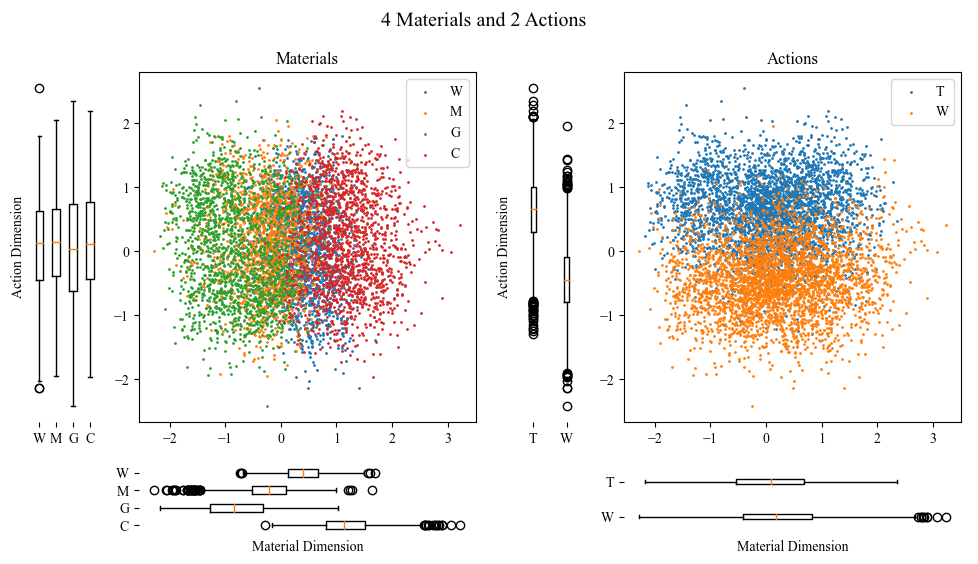 4 Materials and 2 Actions
Materials
Actions
W
M
G
C
T
W
2
1
0
−1
−2
2
1
0
−1
−2
Action Dimension
Action Dimension
W M G C
−2 −1 0 1 2 3
T W
−2 −1 0 1 2 3
W
M
G
C
T
W
Material Dimension
Material Dimension